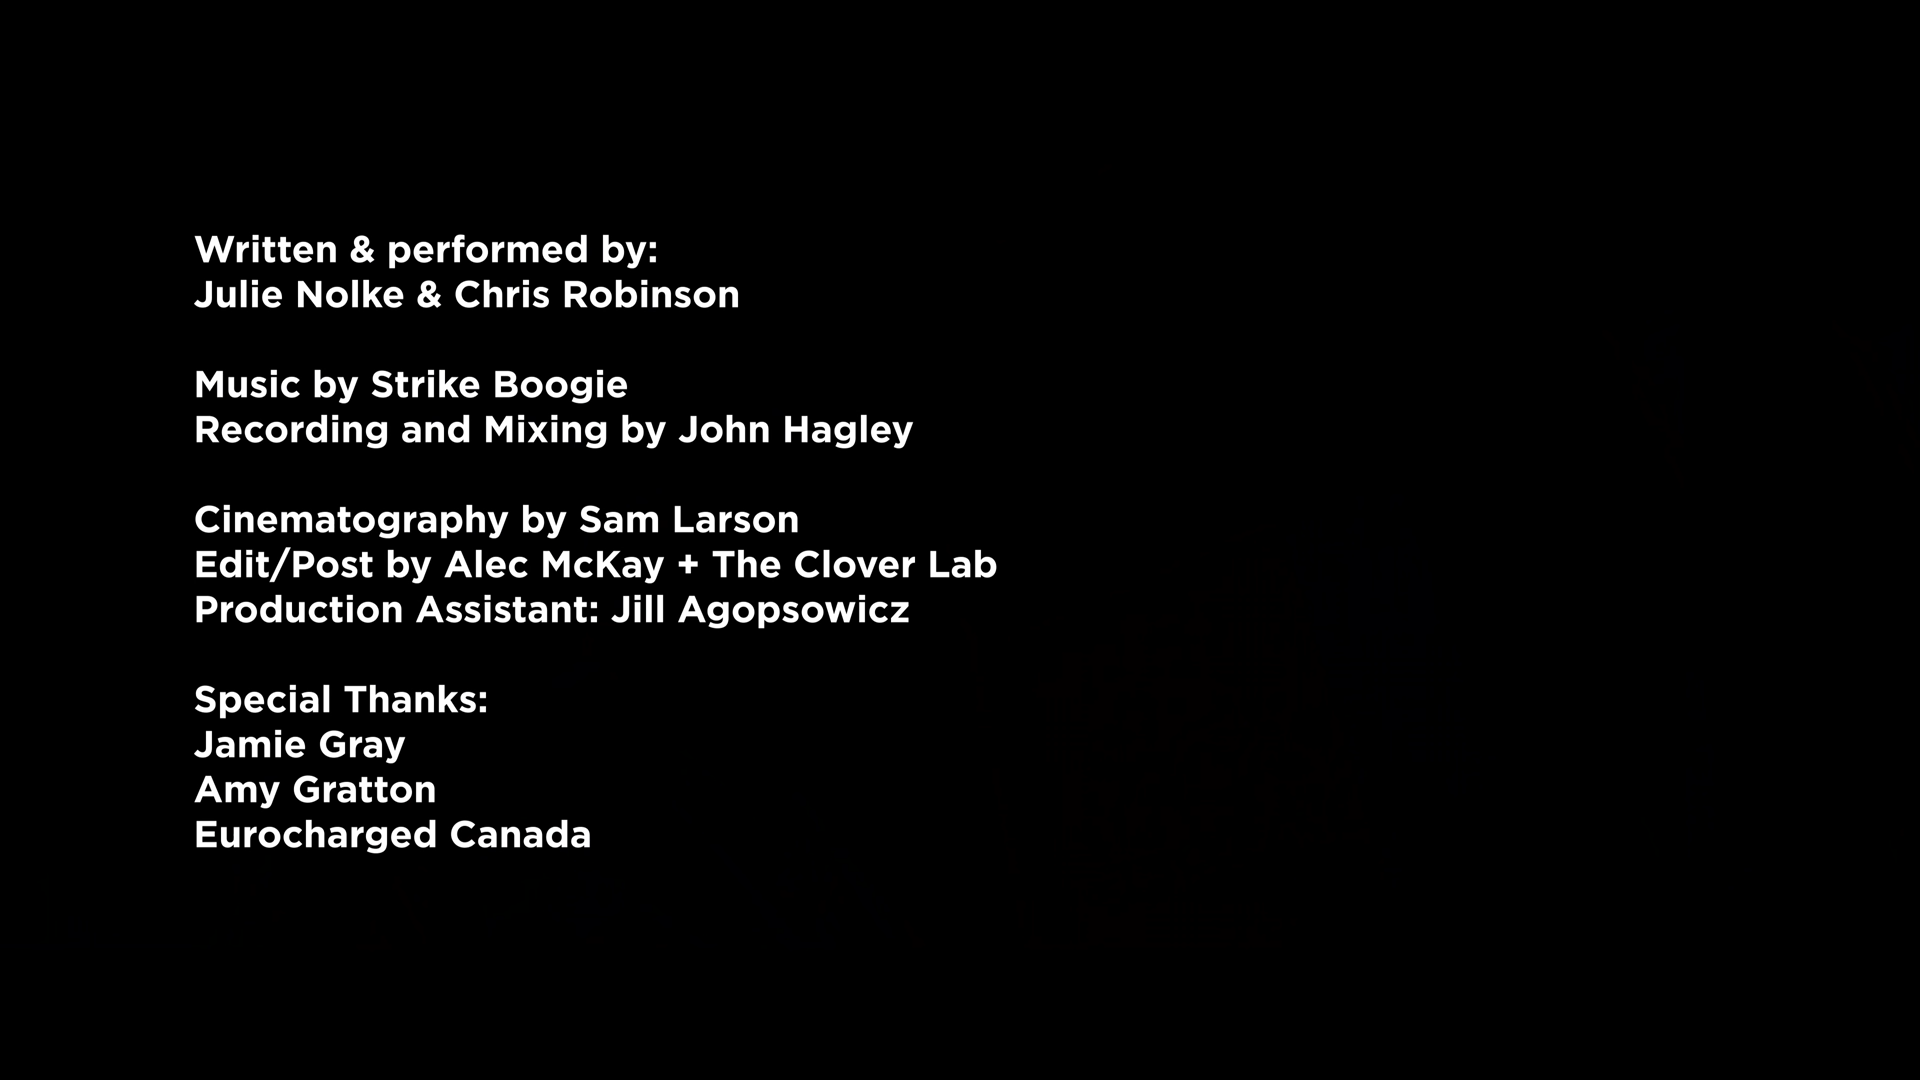 Written & performed by:
Julie Nolke & Chris Robinson
Music by Strike Boogie
Recording and Mixing by John Hagley
Cinematography by Sam Larson
Edit/Post by Alec McKay + The Clover Lab
Production Assistant: Jill Agopsowicz
Special Thanks:
Jamie Gray
Amy Gratton
Eurocharged Canada